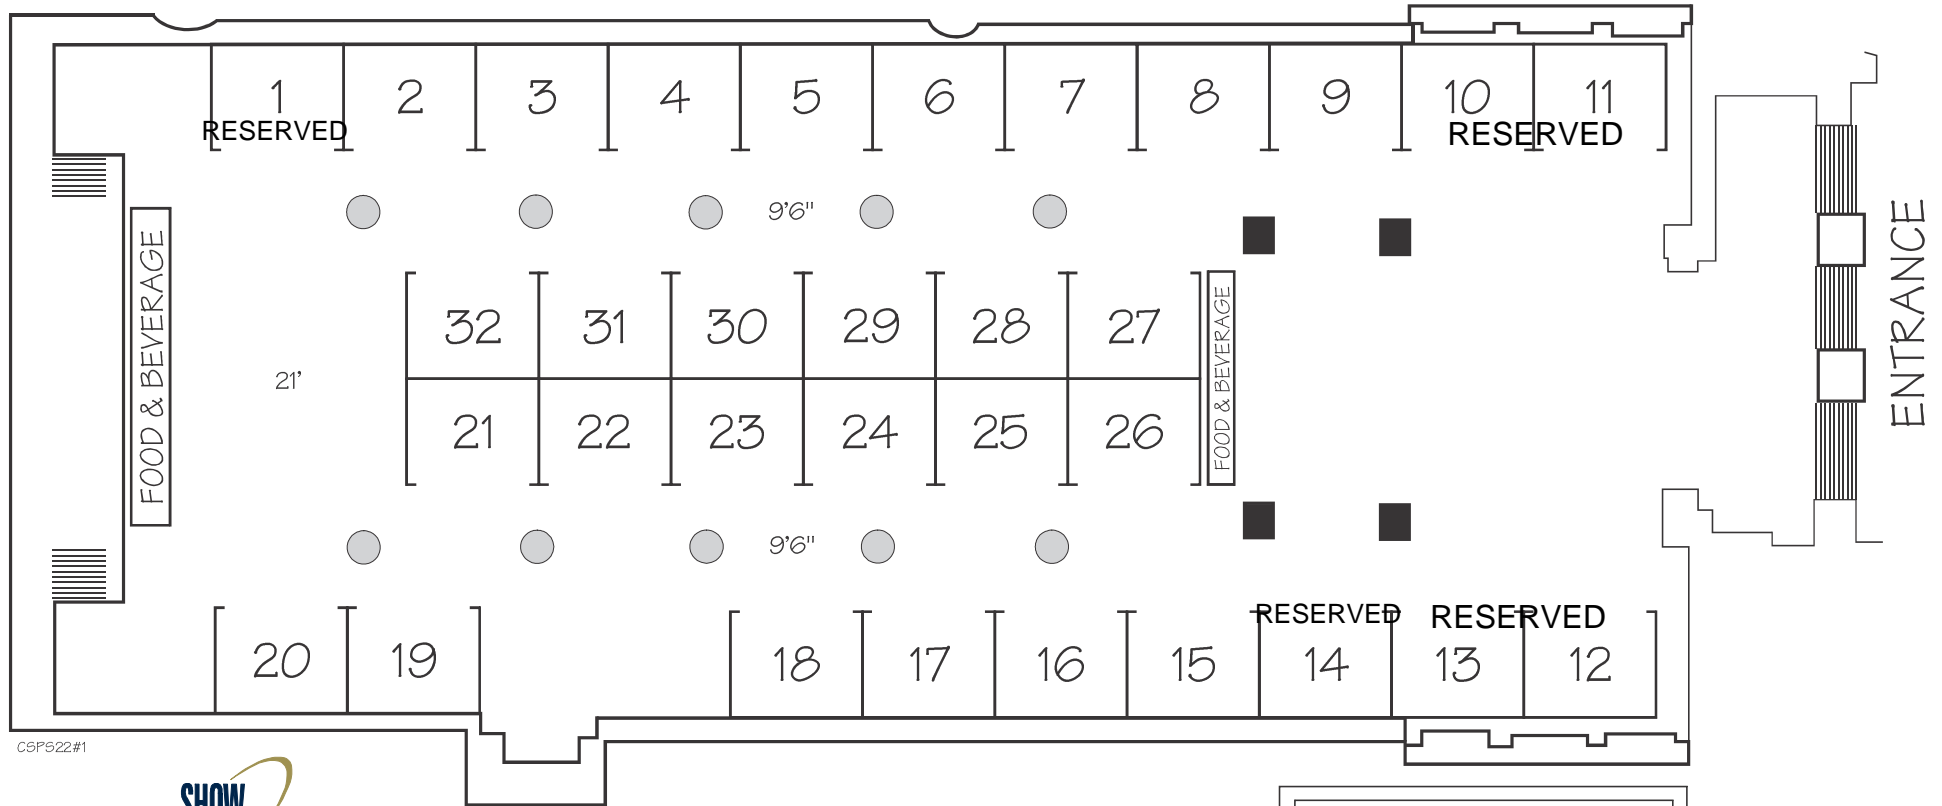 1 2 3 4 5 6 7 8 9 10 11
RESERVED RESERVED
9'6"
FOOD & BEVERAGE
32 31 30 29 28 27
FOOD & BEVERAGE
ENTRANCE
21'
21 22 23 24 25 26
9'6"
RESERVED RESERVED
20 19 18 17 16 15 14 13 12
CSPS22#1
SHOW